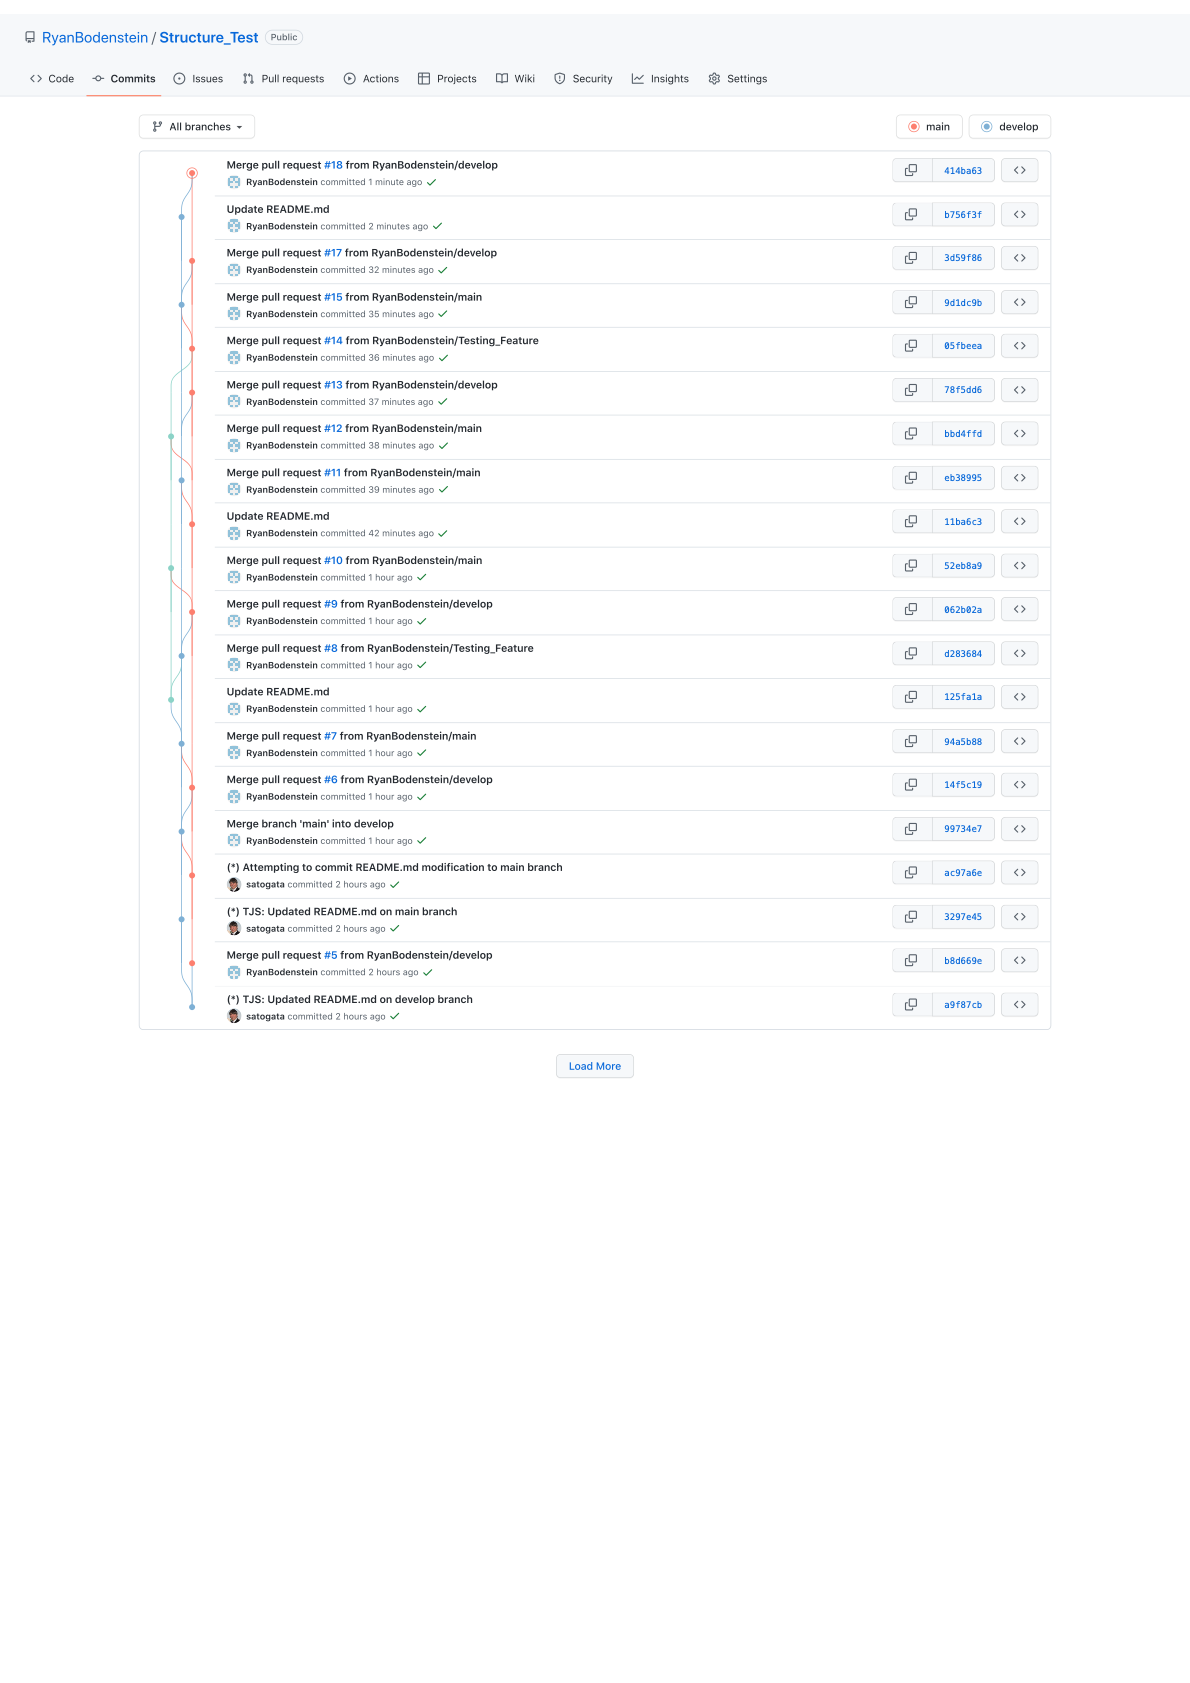 RyanBodenstein / Structure_Test Public
Code Commits Issues Pull requests Actions Projects Wiki Security Insights Settings
All branches main develop
Merge pull request #18 from RyanBodenstein/develop
RyanBodenstein committed 1 minute ago
414ba63
Update README.md
RyanBodenstein committed 2 minutes ago
b756f3f
Merge pull request #17 from RyanBodenstein/develop
RyanBodenstein committed 32 minutes ago
3d59f86
Merge pull request #15 from RyanBodenstein/main
RyanBodenstein committed 35 minutes ago
9d1dc9b
Merge pull request #14 from RyanBodenstein/Testing_Feature
RyanBodenstein committed 36 minutes ago
05fbeea
Merge pull request #13 from RyanBodenstein/develop
RyanBodenstein committed 37 minutes ago
78f5dd6
Merge pull request #12 from RyanBodenstein/main
RyanBodenstein committed 38 minutes ago
bbd4ffd
Merge pull request #11 from RyanBodenstein/main
RyanBodenstein committed 39 minutes ago
eb38995
Update README.md
RyanBodenstein committed 42 minutes ago
11ba6c3
Merge pull request #10 from RyanBodenstein/main
RyanBodenstein committed 1 hour ago
52eb8a9
Merge pull request #9 from RyanBodenstein/develop
RyanBodenstein committed 1 hour ago
062b02a
Merge pull request #8 from RyanBodenstein/Testing_Feature
RyanBodenstein committed 1 hour ago
d283684
Update README.md
RyanBodenstein committed 1 hour ago
125fa1a
Merge pull request #7 from RyanBodenstein/main
RyanBodenstein committed 1 hour ago
94a5b88
Merge pull request #6 from RyanBodenstein/develop
RyanBodenstein committed 1 hour ago
14f5c19
Merge branch 'main' into develop
RyanBodenstein committed 1 hour ago
99734e7
(*) Attempting to commit README.md modification to main branch
satogata committed 2 hours ago
ac97a6e
(*) TJS: Updated README.md on main branch
satogata committed 2 hours ago
3297e45
Merge pull request #5 from RyanBodenstein/develop
RyanBodenstein committed 2 hours ago
b8d669e
(*) TJS: Updated README.md on develop branch
satogata committed 2 hours ago
a9f87cb
Load More